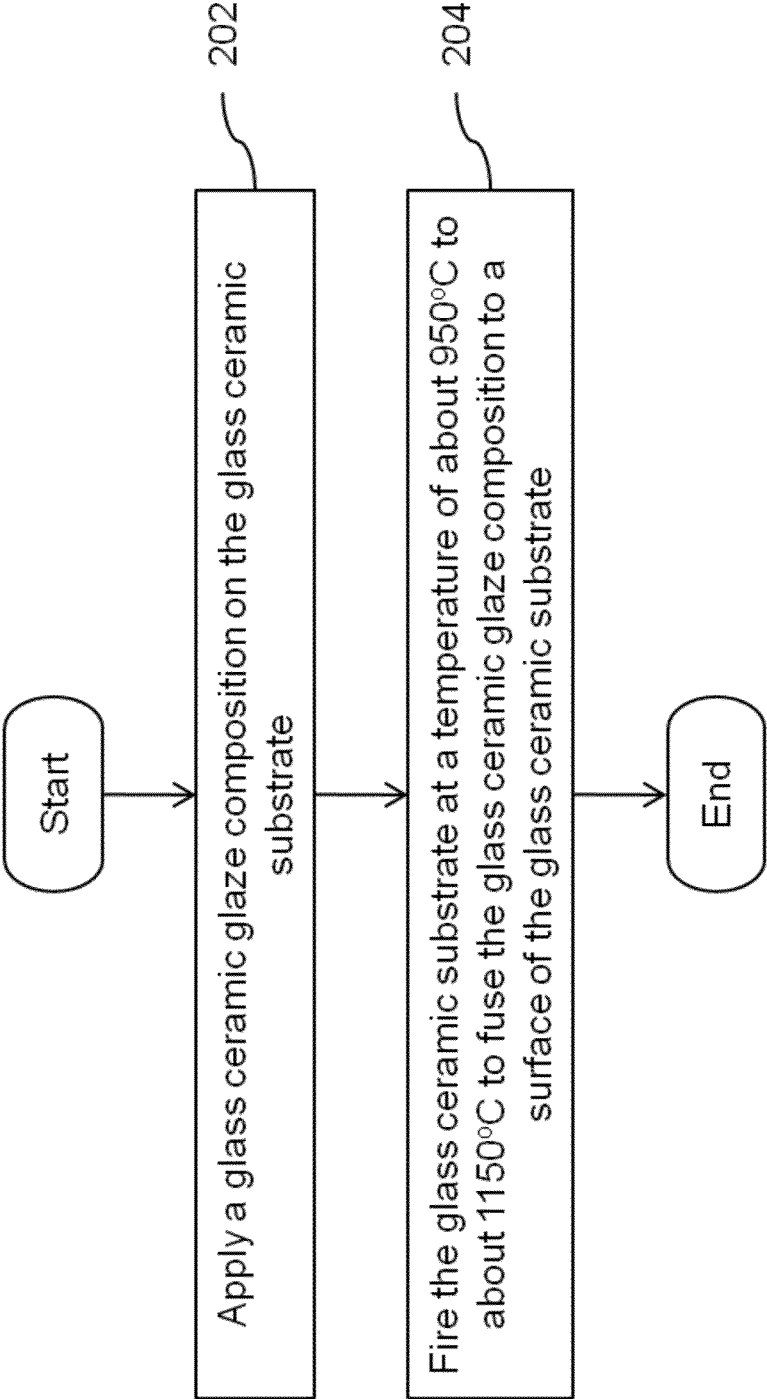 Start
202
Apply a glass ceramic glaze composition on the glass ceramic
substrate
204
Fire the glass ceramic substrate at a temperature of about 950°C to
about 1150°C to fuse the glass ceramic glaze composition to a
surface of the glass ceramic substrate
End